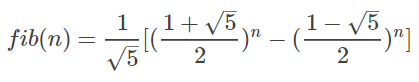 fib(n) = 1/√5 [((1+√5)/2)ⁿ − ((1−√5)/2)ⁿ]